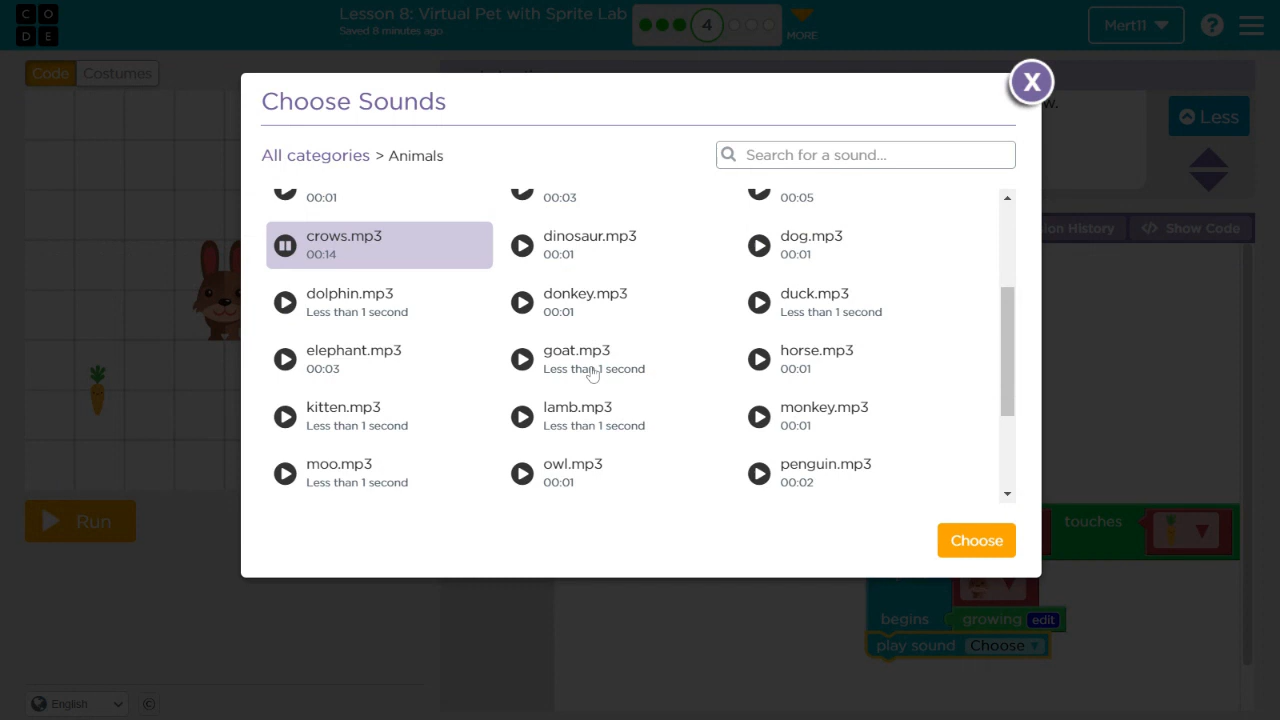 C O
D E
Lesson 8: Virtual Pet with Sprite Lab
Saved 8 minutes ago
4
MORE
Mert11
?
Code
Costumes
X
Choose Sounds
w.
Less
All categories > Animals
Search for a sound...
00:01
00:03
00:05
crows.mp3
00:14
dinosaur.mp3
00:01
dog.mp3
00:01
ion History
</> Show Code
dolphin.mp3
Less than 1 second
donkey.mp3
00:01
duck.mp3
Less than 1 second
elephant.mp3
00:03
goat.mp3
Less than 1 second
horse.mp3
00:01
kitten.mp3
Less than 1 second
lamb.mp3
Less than 1 second
monkey.mp3
00:01
moo.mp3
Less than 1 second
owl.mp3
00:01
penguin.mp3
00:02
Run
touches
Choose
begins
growing
edit
play sound
Choose
English
©